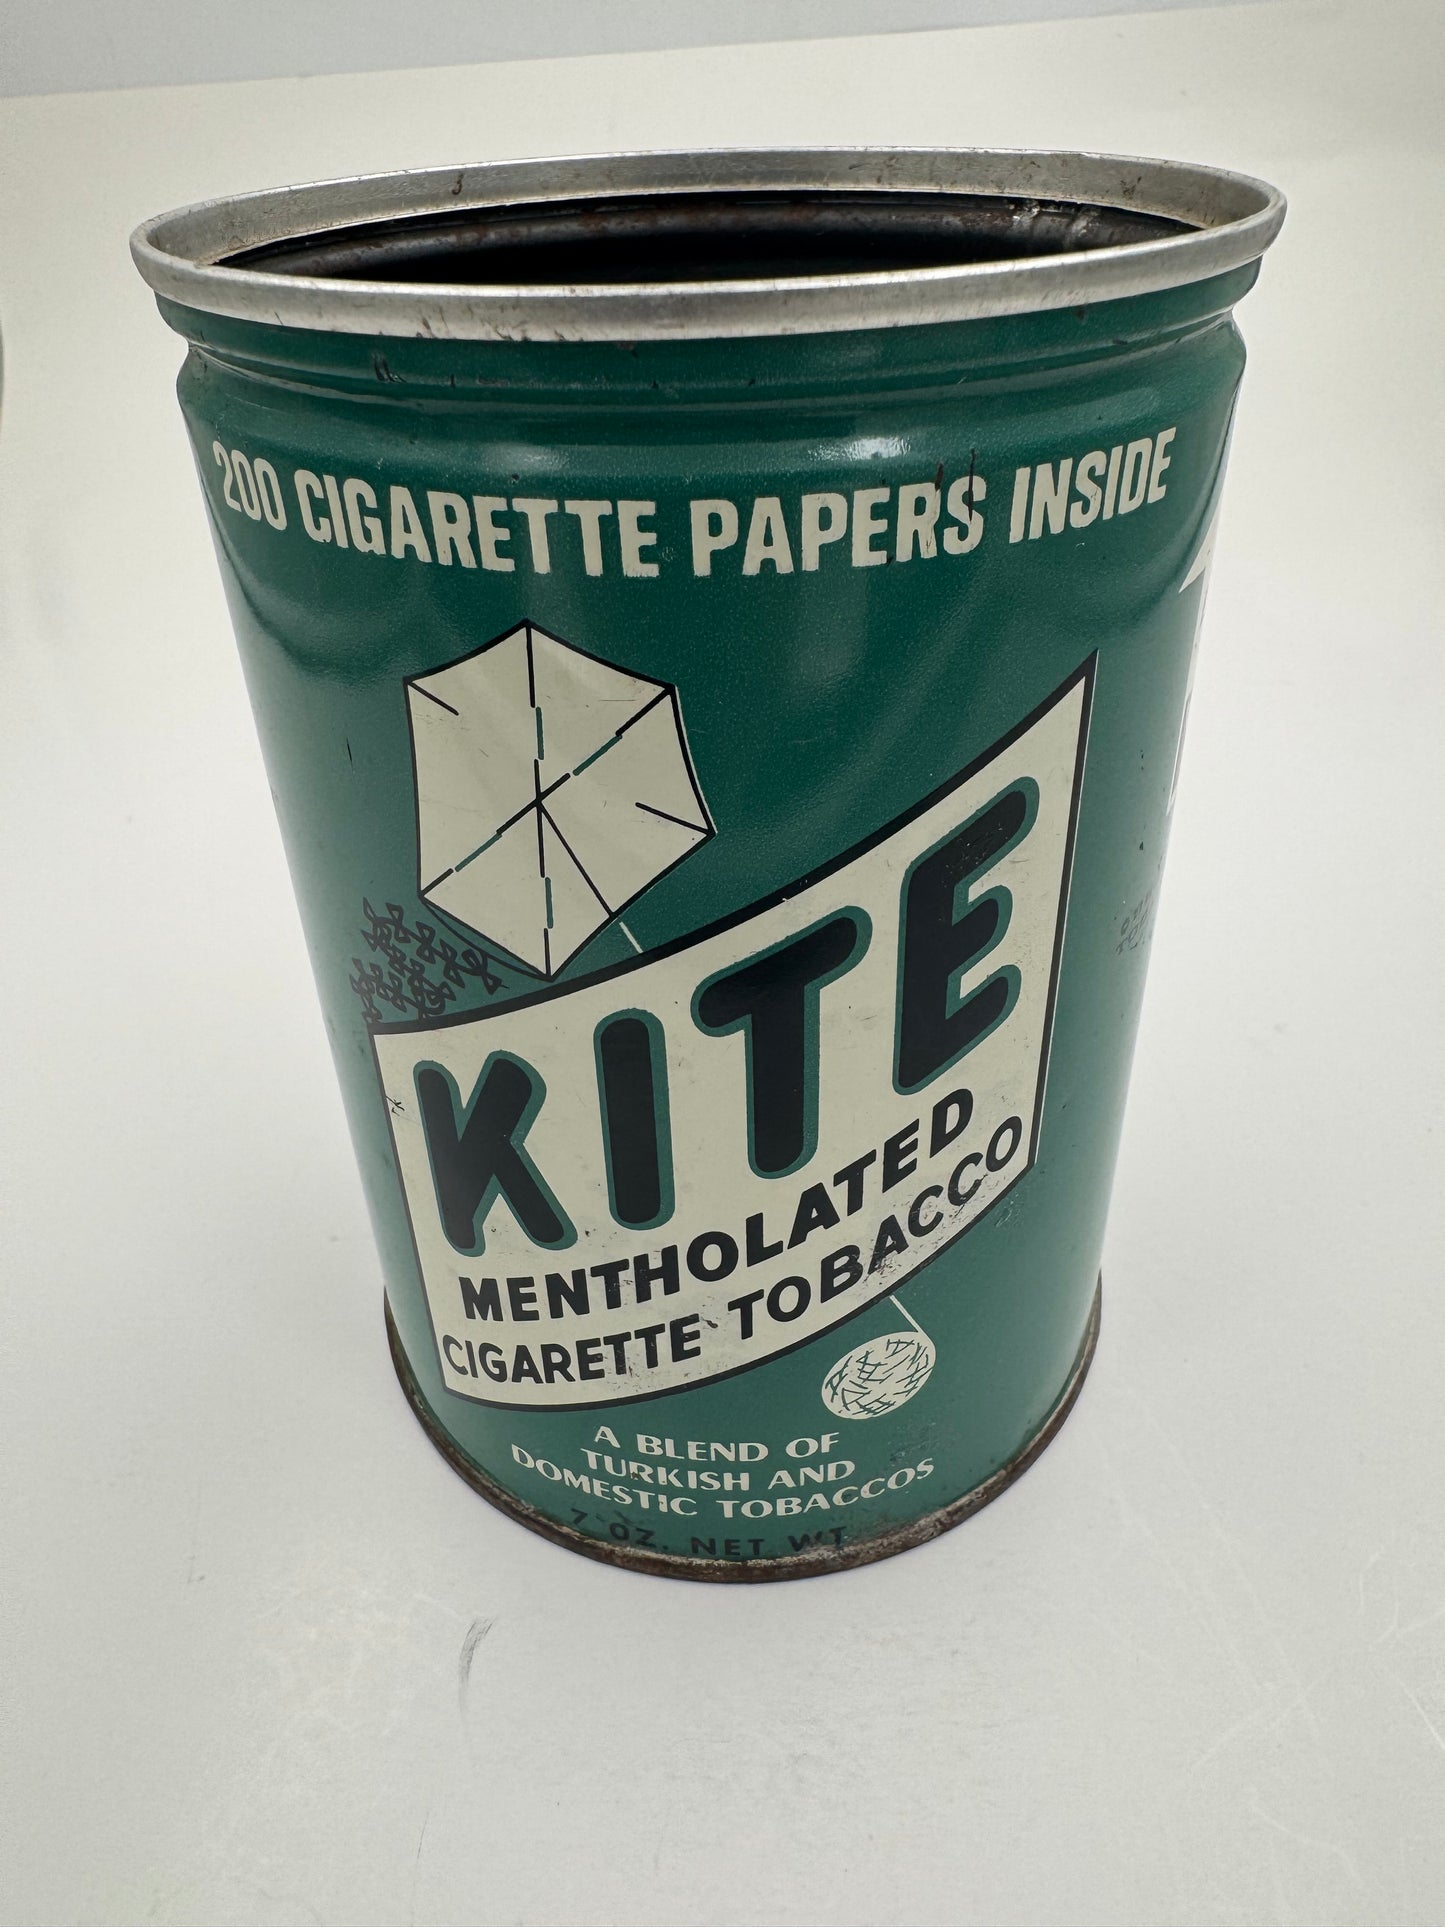 200 CIGARETTE PAPERS INSIDE
KITE
MENTHOLATED
CIGARETTE TOBACCO
A BLEND OF
TURKISH AND
DOMESTIC TOBACCOS
7 OZ. NET WT